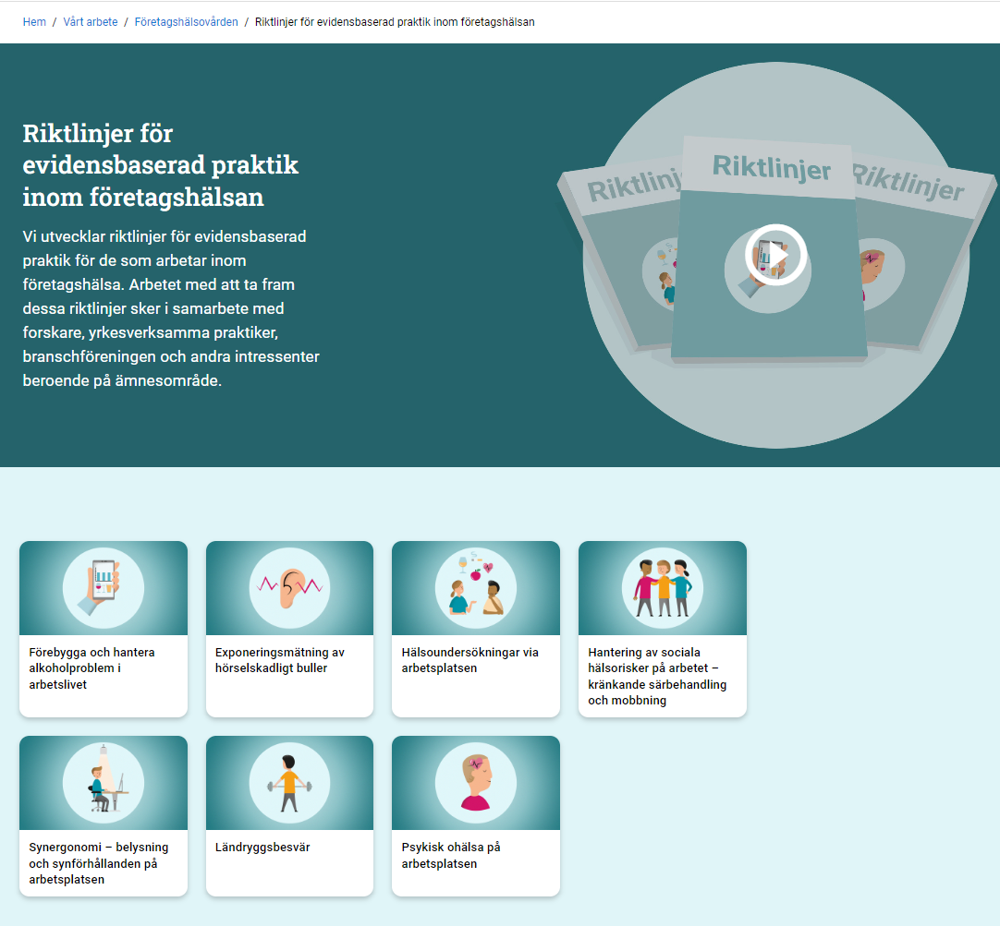 Hem / Vårt arbete / Företagshälsovården / Riktlinjer för evidensbaserad praktik inom företagshälsan
Riktlinjer för
evidensbaserad praktik
inom företagshälsan
Vi utvecklar riktlinjer för evidensbaserad
praktik för de som arbetar inom
företagshälsa. Arbetet med att ta fram
dessa riktlinjer sker i samarbete med
forskare, yrkesverksamma praktiker,
branschföreningen och andra intressenter
beroende på ämnesområde.
Riktlinj
Riktlinjer
Riktlinjer
Förebygga och hantera
alkoholproblem i
arbetslivet
Exponeringsmätning av
hörselskadligt buller
Hälsoundersökningar via
arbetsplatsen
Hantering av sociala
hälsorisker på arbetet –
kränkande särbehandling
och mobbning
Synergonomi – belysning
och synförhållanden på
arbetsplatsen
Ländryggsbesvär
Psykisk ohälsa på
arbetsplatsen